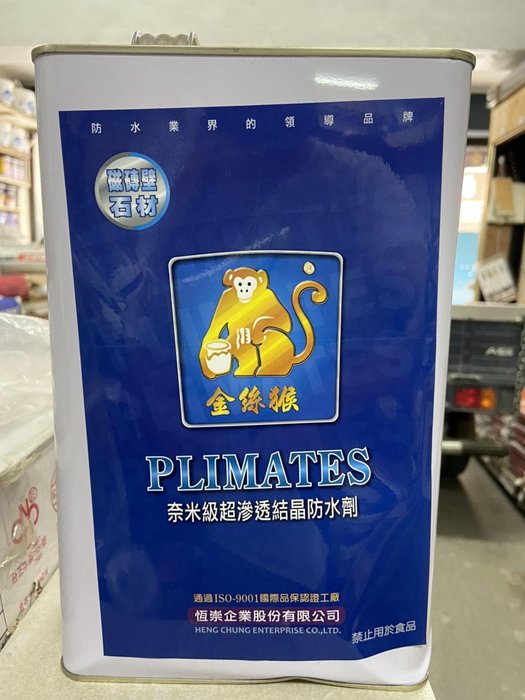 防水業界的領導品牌
磁磚壁
石材
®
金絲猴
PLIMATES
奈米級超滲透結晶防水劑
通過ISO-9001國際品保認證工廠
恆崇企業股份有限公司
HENG CHUNG ENTERPRISE CO.,LTD.
禁止用於食品